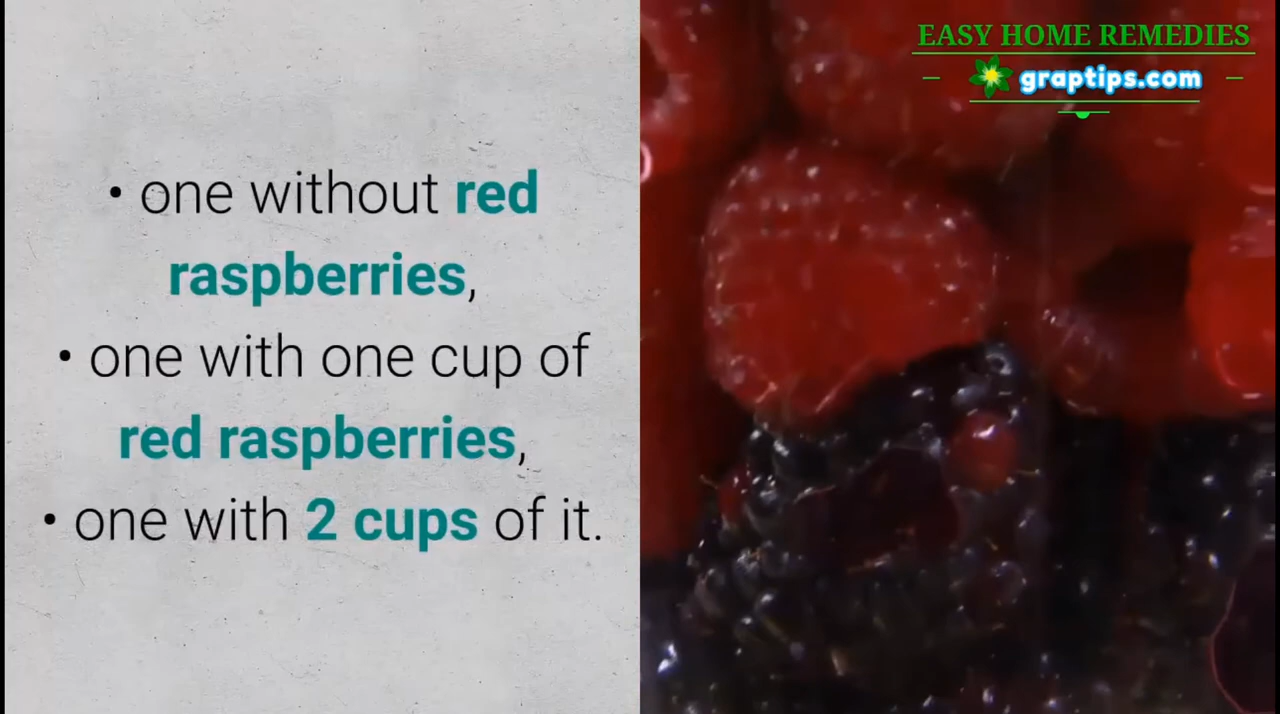 EASY HOME REMEDIES
graptips.com
• one without red
raspberries,
• one with one cup of
red raspberries,
• one with 2 cups of it.